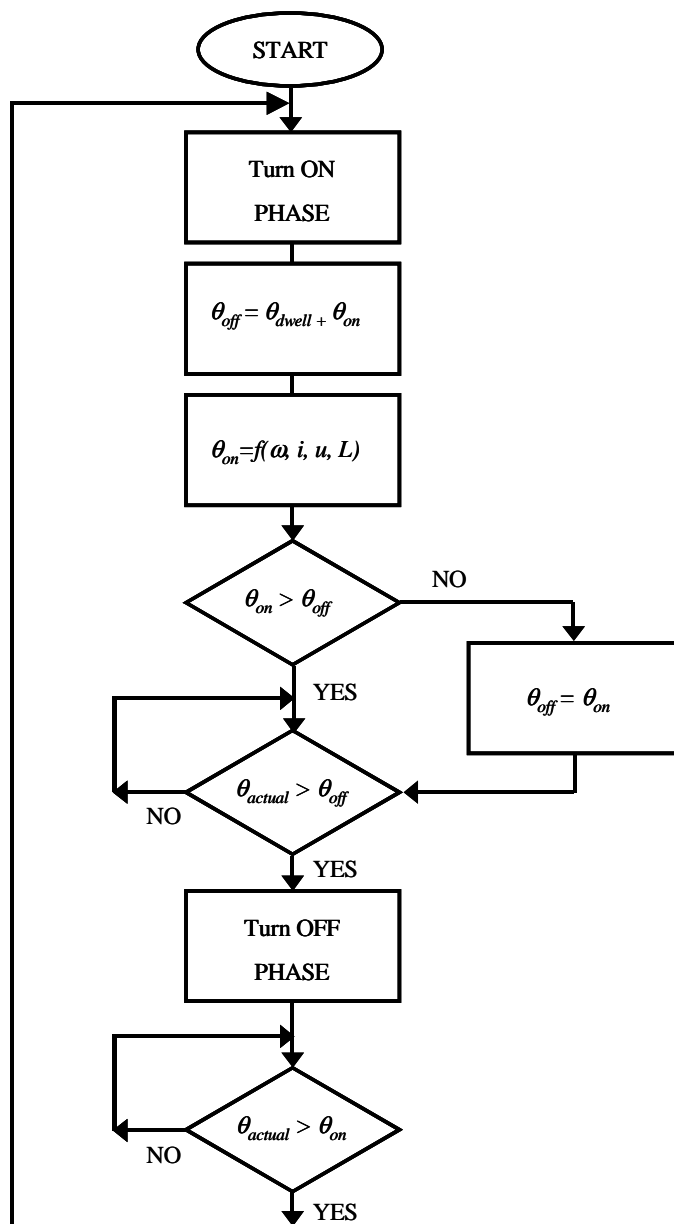 START
Turn ON
PHASE
θoff = θdwell + θon
θon=f(ω, i, u, L)
θon > θoff
NO
YES
θoff = θon
θactual > θoff
NO
YES
Turn OFF
PHASE
θactual > θon
NO
YES